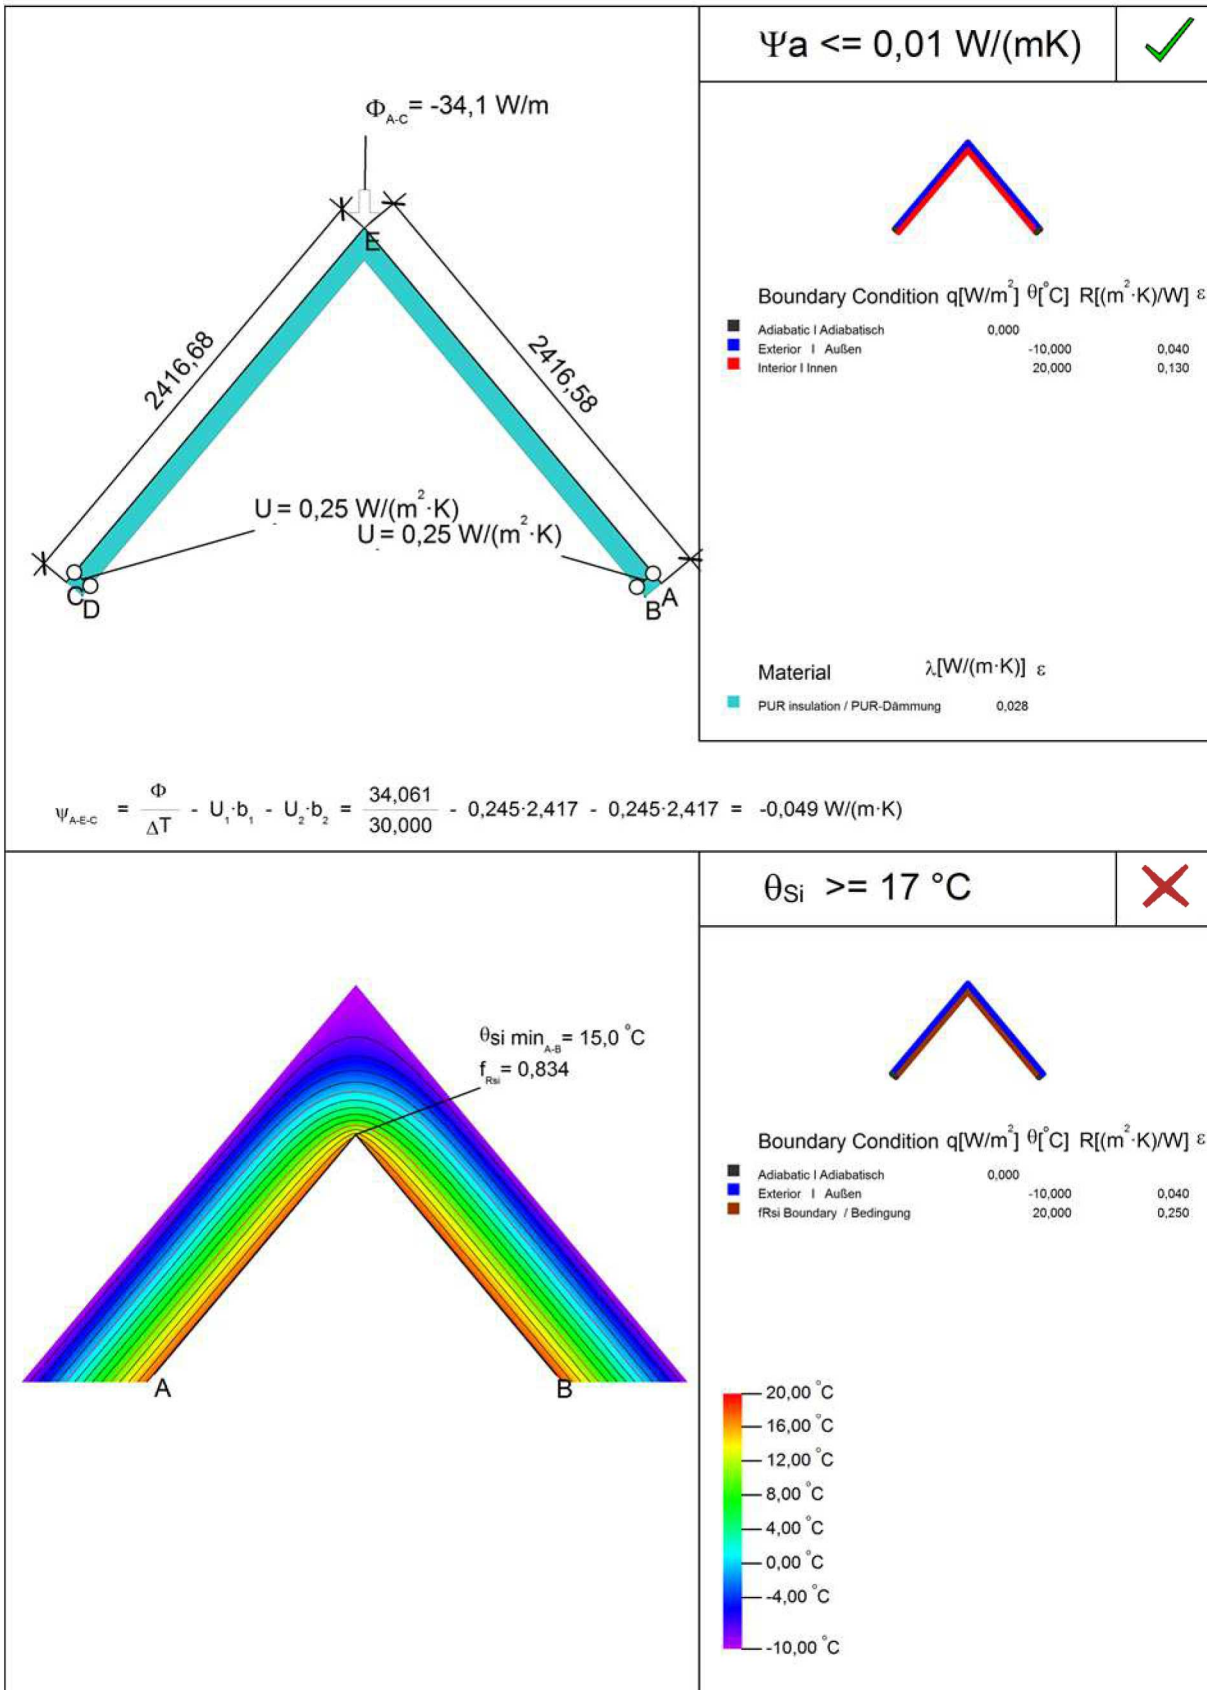 Ψa <= 0,01 W/(mK)
Φ A-C = -34,1 W/m
E
2416,68
2416,58
U = 0,25 W/(m²·K)
U = 0,25 W/(m²·K)
C
D
B
A
Boundary Condition q[W/m²] θ[°C] R[(m²·K)/W] ε
Adiabatic I Adiabatisch 0,000
Exterior I Außen -10,000 0,040
Interior I Innen 20,000 0,130
Material λ[W/(m·K)] ε
PUR insulation / PUR-Dämmung 0,028
ψ A-E-C = Φ/ΔT - U₁·b₁ - U₂·b₂ = 34,061/30,000 - 0,245·2,417 - 0,245·2,417 = -0,049 W/(m·K)
θSi >= 17 °C
θsi min A-B = 15,0 °C
f Rsi = 0,834
A
B
Boundary Condition q[W/m²] θ[°C] R[(m²·K)/W] ε
Adiabatic I Adiabatisch 0,000
Exterior I Außen -10,000 0,040
fRsi Boundary / Bedingung 20,000 0,250
20,00 °C
16,00 °C
12,00 °C
8,00 °C
4,00 °C
0,00 °C
-4,00 °C
-10,00 °C